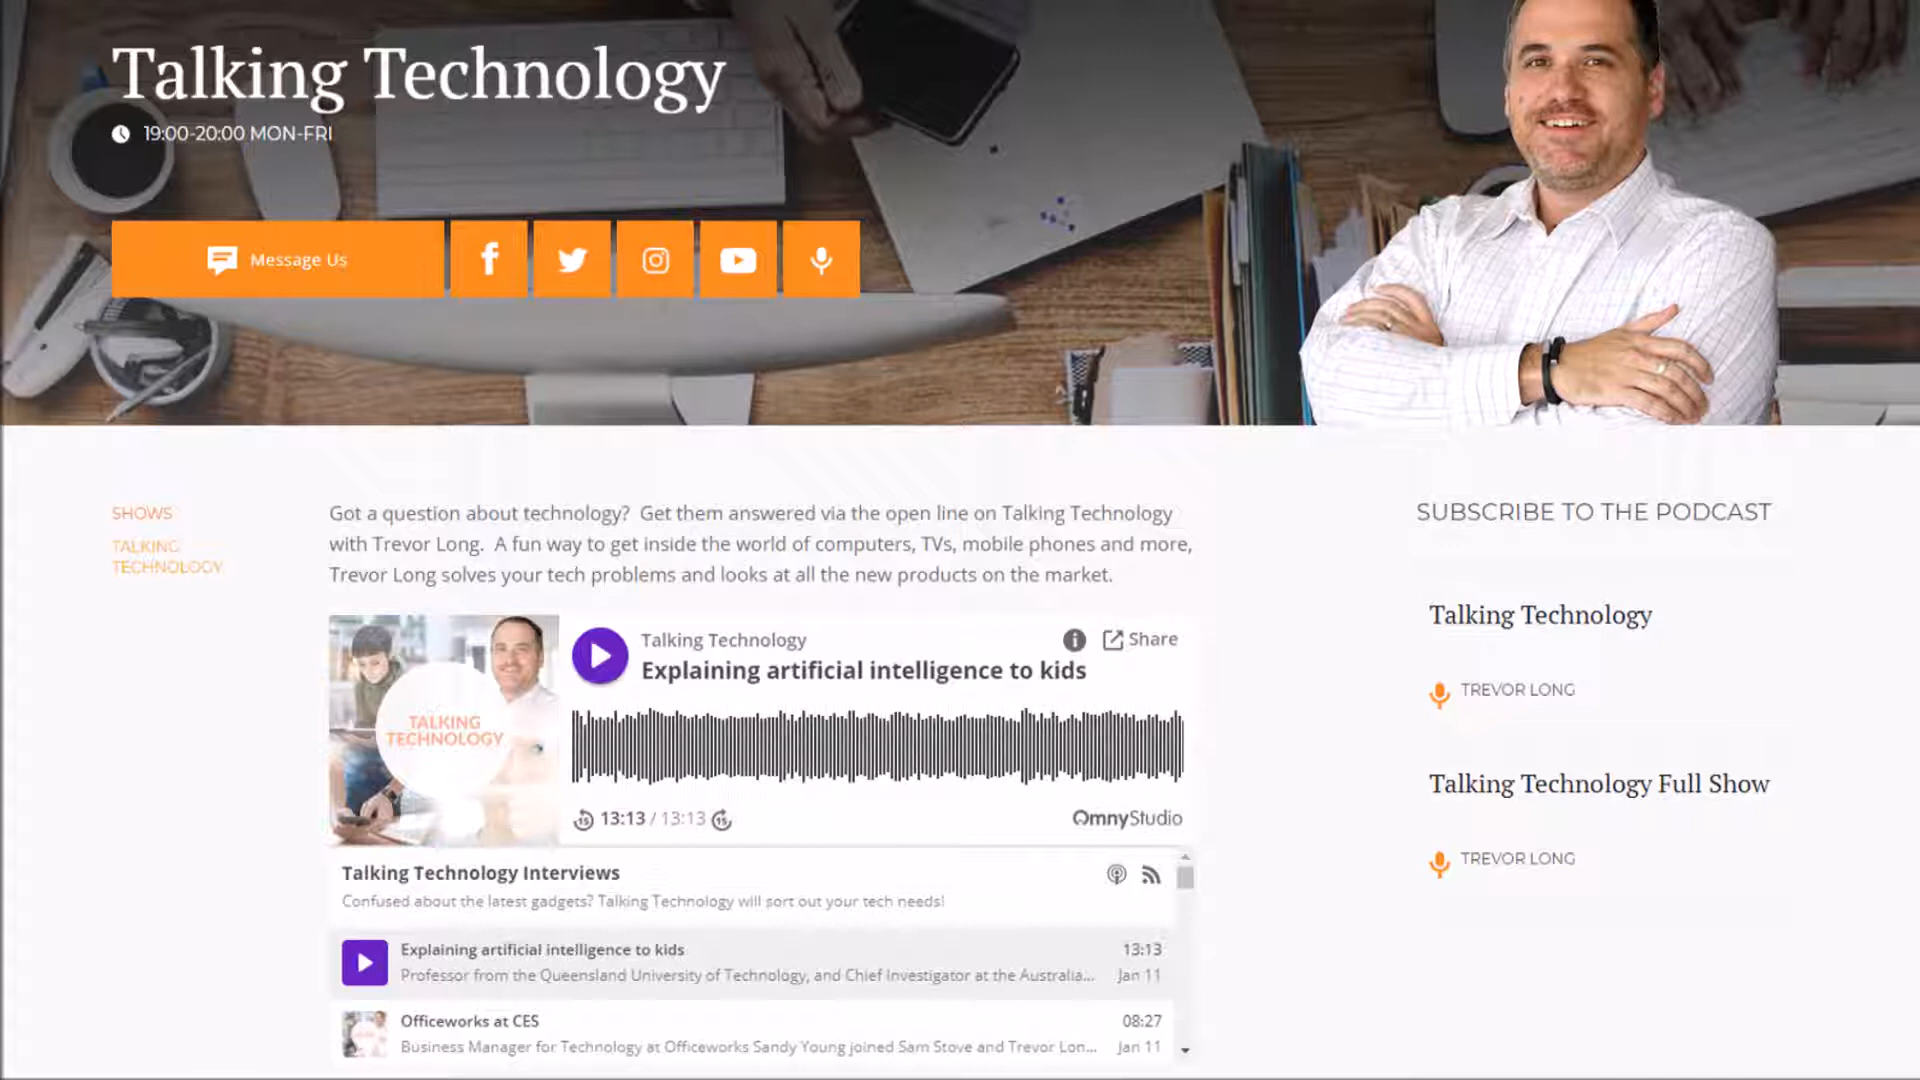 Talking Technology
19:00-20:00 MON-FRI
Message Us
SHOWS
TALKING
TECHNOLOGY
Got a question about technology?  Get them answered via the open line on Talking Technology
with Trevor Long.  A fun way to get inside the world of computers, TVs, mobile phones and more,
Trevor Long solves your tech problems and looks at all the new products on the market.
TALKING
TECHNOLOGY
Talking Technology
Share
Explaining artificial intelligence to kids
15 13:13 / 13:13 15
OmnyStudio
Talking Technology Interviews
Confused about the latest gadgets? Talking Technology will sort out your tech needs!
Explaining artificial intelligence to kids 13:13
Professor from the Queensland University of Technology, and Chief Investigator at the Australia... Jan 11
Officeworks at CES 08:27
Business Manager for Technology at Officeworks Sandy Young joined Sam Stove and Trevor Lon... Jan 11
SUBSCRIBE TO THE PODCAST
Talking Technology
TREVOR LONG
Talking Technology Full Show
TREVOR LONG